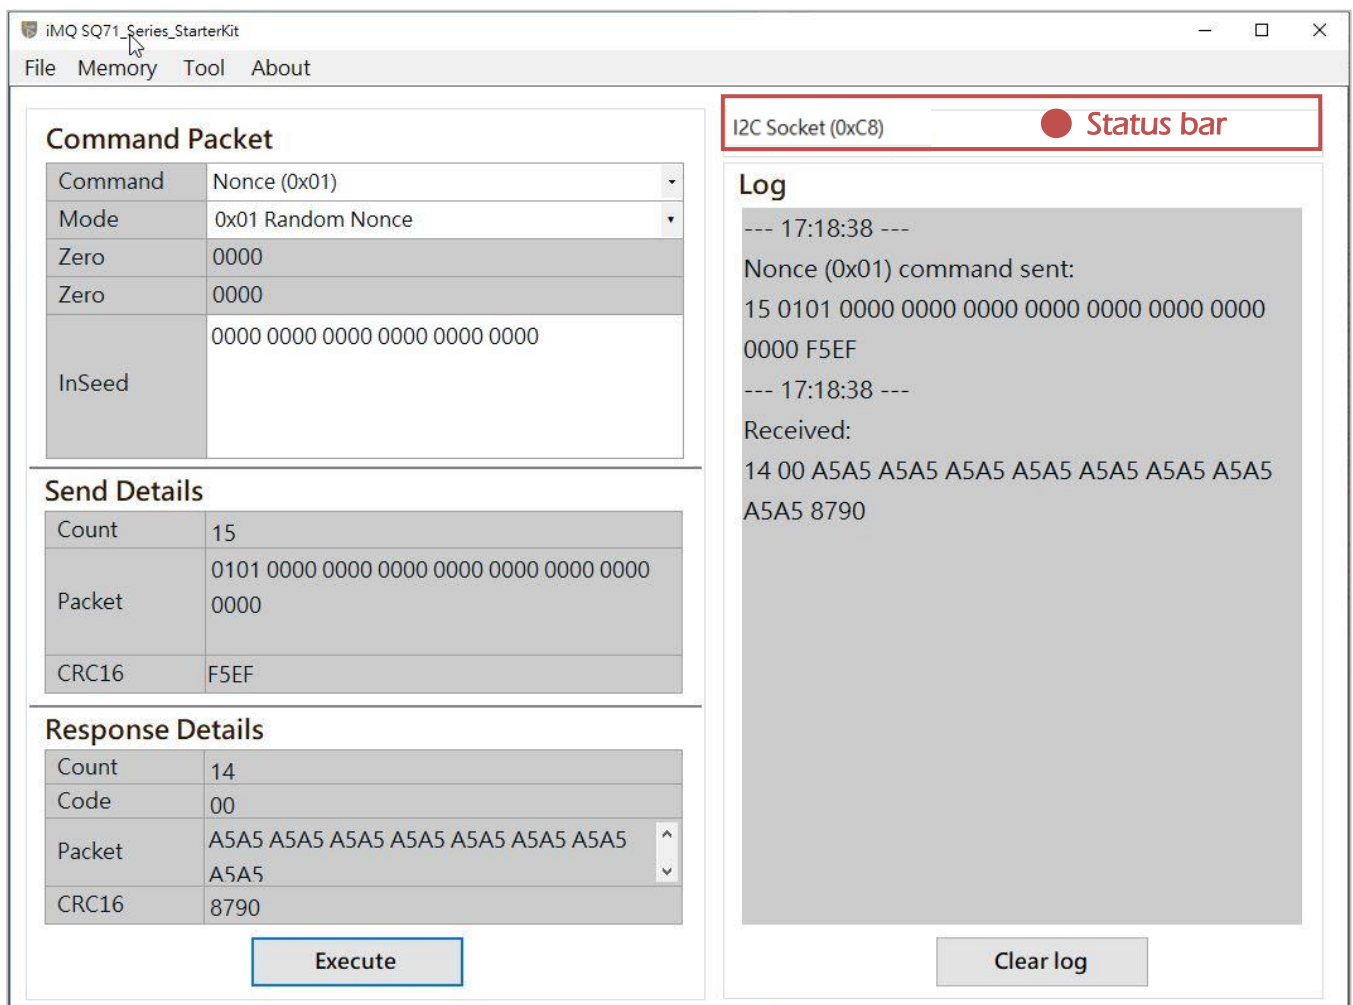 iMQ SQ71_Series_StarterKit
File Memory Tool About
Command Packet
Command Nonce (0x01)
Mode 0x01 Random Nonce
Zero 0000
Zero 0000
InSeed 0000 0000 0000 0000 0000 0000
Send Details
Count 15
Packet 0101 0000 0000 0000 0000 0000 0000 0000
0000
CRC16 F5EF
Response Details
Count 14
Code 00
Packet A5A5 A5A5 A5A5 A5A5 A5A5 A5A5 A5A5
A5A5
CRC16 8790
Execute
I2C Socket (0xC8) Status bar
Log
--- 17:18:38 ---
Nonce (0x01) command sent:
15 0101 0000 0000 0000 0000 0000 0000 0000
0000 F5EF
--- 17:18:38 ---
Received:
14 00 A5A5 A5A5 A5A5 A5A5 A5A5 A5A5 A5A5
A5A5 8790
Clear log